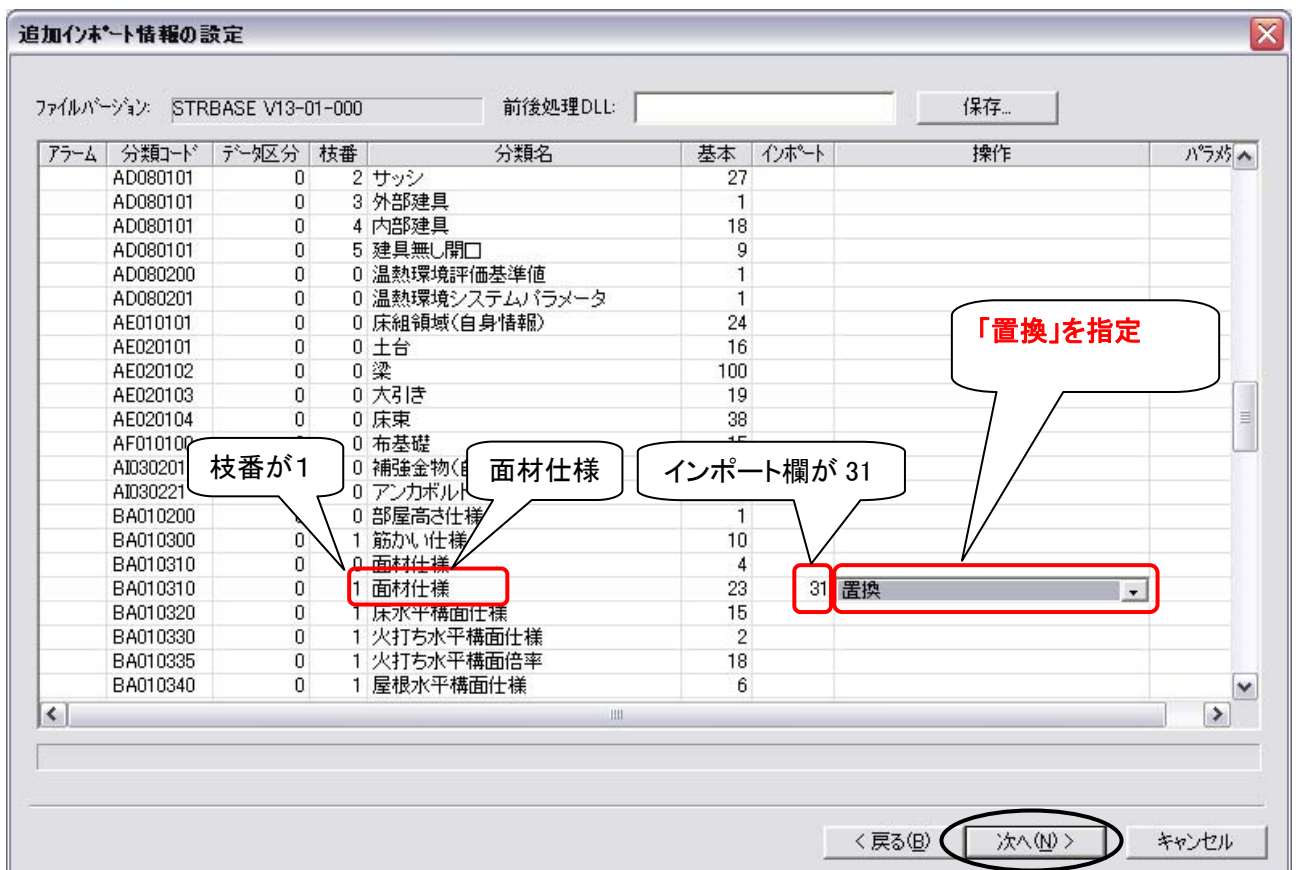 追加インポート情報の設定
ファイルバージョン: STRBASE V13-01-000 前後処理DLL: 保存...
アラーム 分類コード データ区分 枝番 分類名 基本 インポート 操作 パラメタ
AD080101 0 2 サッシ 27
AD080101 0 3 外部建具 1
AD080101 0 4 内部建具 18
AD080101 0 5 建具無し開口 9
AD080200 0 0 温熱環境評価基準値 1
AD080201 0 0 温熱環境システムパラメータ 1
AE010101 0 0 床組領域(自身情報) 24
「置換」を指定
AE020101 0 0 土台 16
AE020102 0 0 梁 100
AE020103 0 0 大引き 19
AE020104 0 0 床束 38
AF010100 0 布基礎
枝番が1
面材仕様
インポート欄が 31
AI030201 0 補強金物(
AI030221 0 アンカボルト
BA010200 0 部屋高さ仕様 1
BA010300 0 1 筋かい仕様 10
BA010310 0 0 面材仕様 4
BA010310 0 1 面材仕様 23 31 置換
BA010320 0 1 床水平構面仕様 15
BA010330 0 1 火打ち水平構面仕様 2
BA010335 0 1 火打ち水平構面倍率 18
BA010340 0 1 屋根水平構面仕様 6
< 戻る(B) 次へ(N) > キャンセル